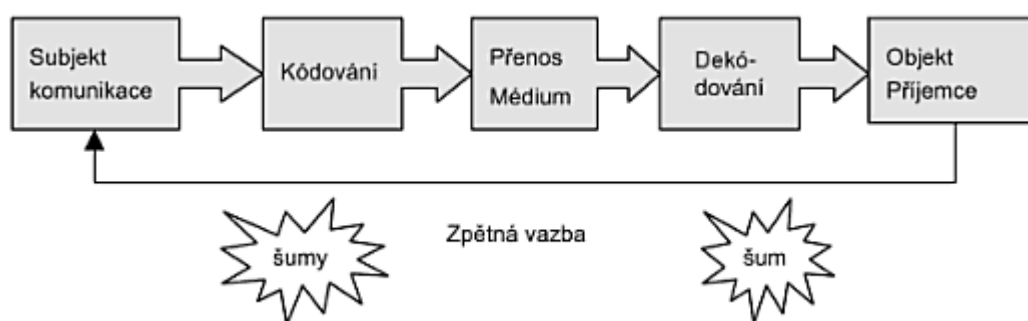 Subjekt
komunikace
Kódování
Přenos
Médium
Dekó-
dování
Objekt
Příjemce
Zpětná vazba
šumy
šum